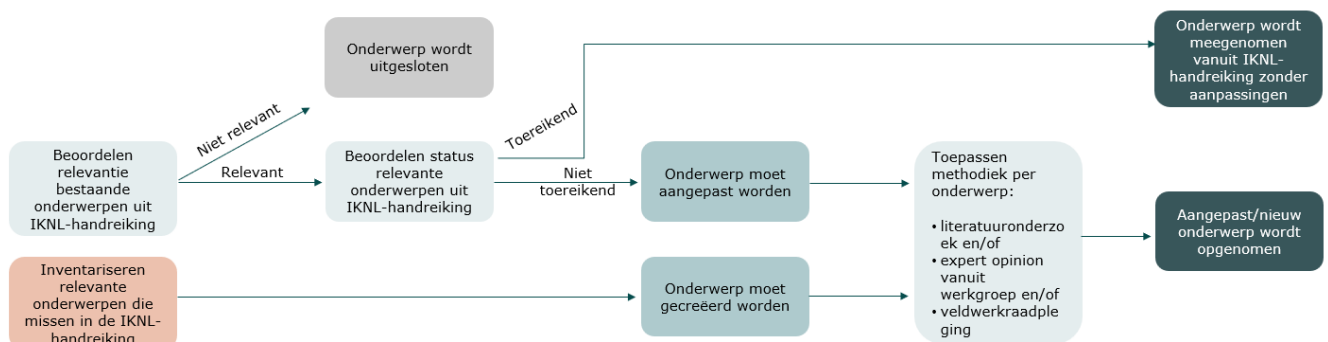 Onderwerp wordt
uitgesloten
Onderwerp wordt
meegenomen
vanuit IKNL-
handreiking zonder
aanpassingen
Niet relevant
Toereikend
Beoordelen
relevantie
bestaande
onderwerpen uit
IKNL-handreiking
Relevant
Beoordelen status
relevante
onderwerpen uit
IKNL-handreiking
Niet
toereikend
Onderwerp moet
aangepast worden
Toepassen
methodiek per
onderwerp:
• literatuuronderzo
ek en/of
• expert opinion
vanuit
werkgroep en/of
• veldwerkraadple
ging
Aangepast/nieuw
onderwerp wordt
opgenomen
Inventariseren
relevante
onderwerpen die
missen in de IKNL-
handreiking
Onderwerp moet
gecreëerd worden